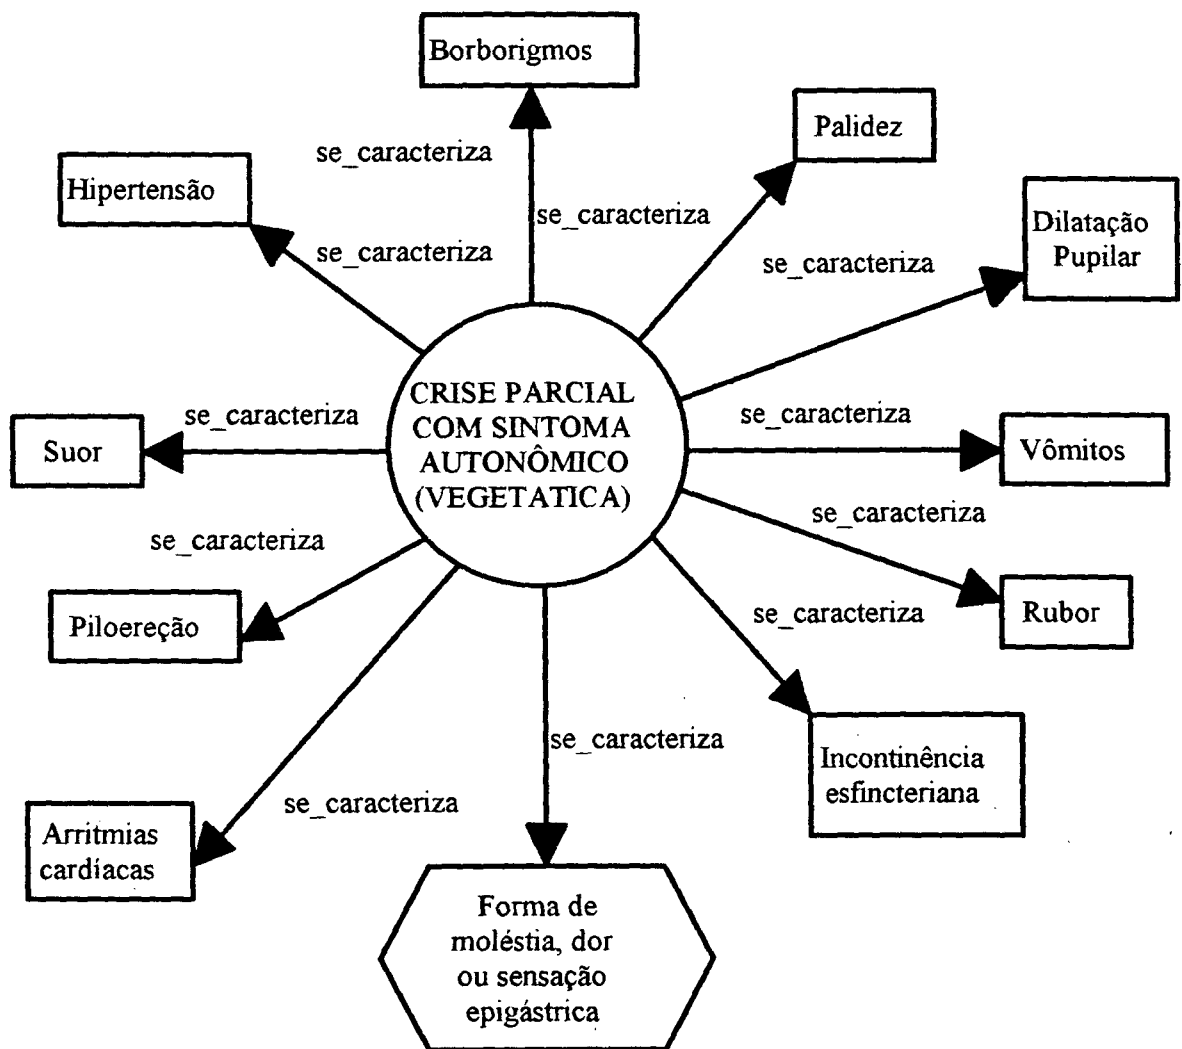 Borborigmos
Palidez
se_caracteriza
Hipertensão
Dilatação
Pupilar
se_caracteriza
se_caracteriza
se_caracteriza
CRISE PARCIAL
COM SINTOMA
AUTONÔMICO
(VEGETATICA)
se_caracteriza
Suor
se_caracteriza
Vômitos
se_caracteriza
se_caracteriza
Piloereção
se_caracteriza
Rubor
se_caracteriza
Incontinência
esfincteriana
se_caracteriza
Arritmias
cardíacas
Forma de
moléstia, dor
ou sensação
epigástrica